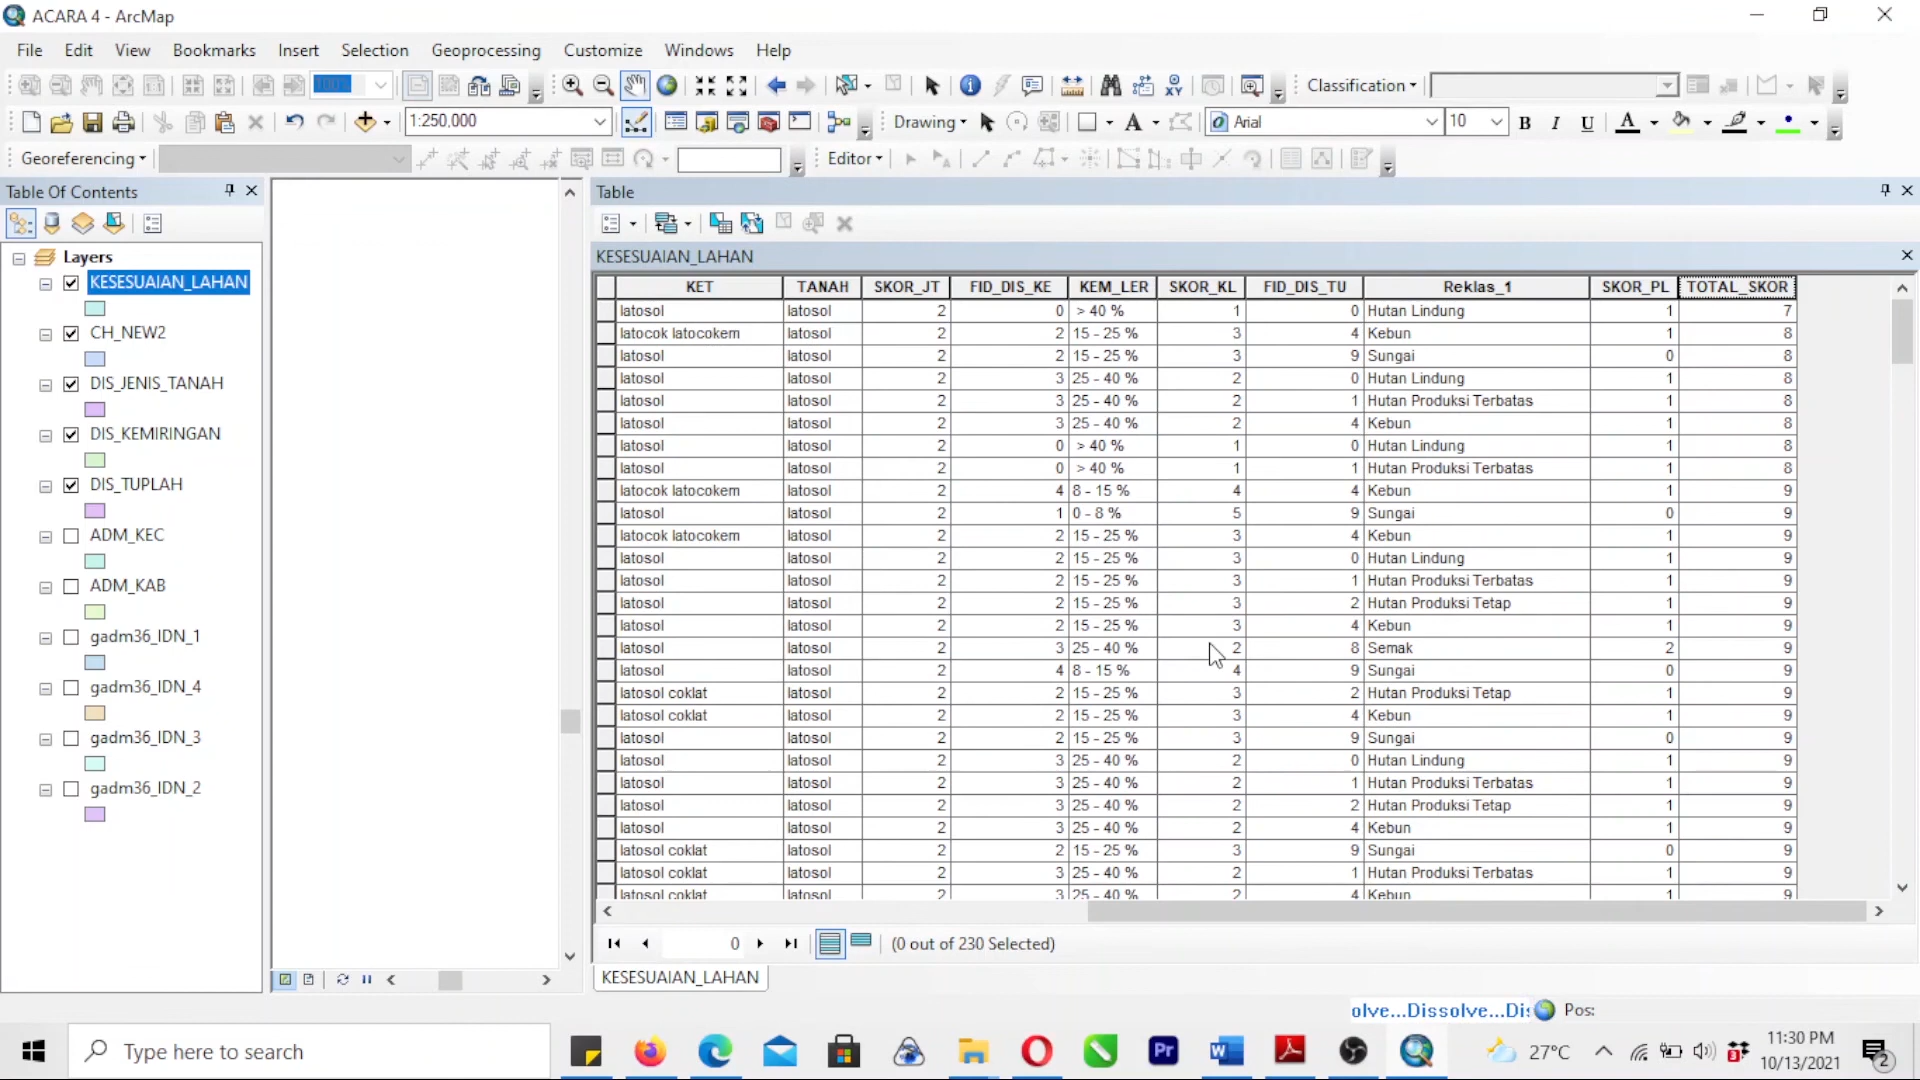 ACARA 4 - ArcMap
File Edit View Bookmarks Insert Selection Geoprocessing Customize Windows Help
Classification
1:250,000 Drawing Arial 10 B I U A
Georeferencing Editor
Table Of Contents
Layers
KESESUAIAN_LAHAN
CH_NEW2
DIS_JENIS_TANAH
DIS_KEMIRINGAN
DIS_TUPLAH
ADM_KEC
ADM_KAB
gadm36_IDN_1
gadm36_IDN_4
gadm36_IDN_3
gadm36_IDN_2
Table
KESESUAIAN_LAHAN
KET TANAH SKOR_JT FID_DIS_KE KEM_LER SKOR_KL FID_DIS_TU Reklas_1 SKOR_PL TOTAL_SKOR
latosol latosol 2 0 > 40 % 1 0 Hutan Lindung 1 7
latocok latocokem latosol 2 2 15 - 25 % 3 4 Kebun 1 8
latosol latosol 2 2 15 - 25 % 3 9 Sungai 0 8
latosol latosol 2 3 25 - 40 % 2 0 Hutan Lindung 1 8
latosol latosol 2 3 25 - 40 % 2 1 Hutan Produksi Terbatas 1 8
latosol latosol 2 3 25 - 40 % 2 4 Kebun 1 8
latosol latosol 2 0 > 40 % 1 0 Hutan Lindung 1 8
latosol latosol 2 0 > 40 % 1 1 Hutan Produksi Terbatas 1 8
latocok latocokem latosol 2 4 8 - 15 % 4 4 Kebun 1 9
latosol latosol 2 1 0 - 8 % 5 9 Sungai 0 9
latocok latocokem latosol 2 2 15 - 25 % 3 4 Kebun 1 9
latosol latosol 2 2 15 - 25 % 3 0 Hutan Lindung 1 9
latosol latosol 2 2 15 - 25 % 3 1 Hutan Produksi Terbatas 1 9
latosol latosol 2 2 15 - 25 % 3 2 Hutan Produksi Tetap 1 9
latosol latosol 2 2 15 - 25 % 3 4 Kebun 1 9
latosol latosol 2 3 25 - 40 % 2 8 Semak 2 9
latosol latosol 2 4 8 - 15 % 4 9 Sungai 0 9
latosol coklat latosol 2 2 15 - 25 % 3 2 Hutan Produksi Tetap 1 9
latosol coklat latosol 2 2 15 - 25 % 3 4 Kebun 1 9
latosol latosol 2 2 15 - 25 % 3 9 Sungai 0 9
latosol latosol 2 3 25 - 40 % 2 0 Hutan Lindung 1 9
latosol latosol 2 3 25 - 40 % 2 1 Hutan Produksi Terbatas 1 9
latosol latosol 2 3 25 - 40 % 2 2 Hutan Produksi Tetap 1 9
latosol latosol 2 3 25 - 40 % 2 4 Kebun 1 9
latosol coklat latosol 2 2 15 - 25 % 3 9 Sungai 0 9
latosol coklat latosol 2 3 25 - 40 % 2 1 Hutan Produksi Terbatas 1 9
latosol coklat latosol 2 3 25 - 40 % 2 4 Kebun 1 9
0 (0 out of 230 Selected)
KESESUAIAN_LAHAN
olve...Dissolve...Dis Pos:
Type here to search
Pr
27°C
11:30 PM
10/13/2021
2